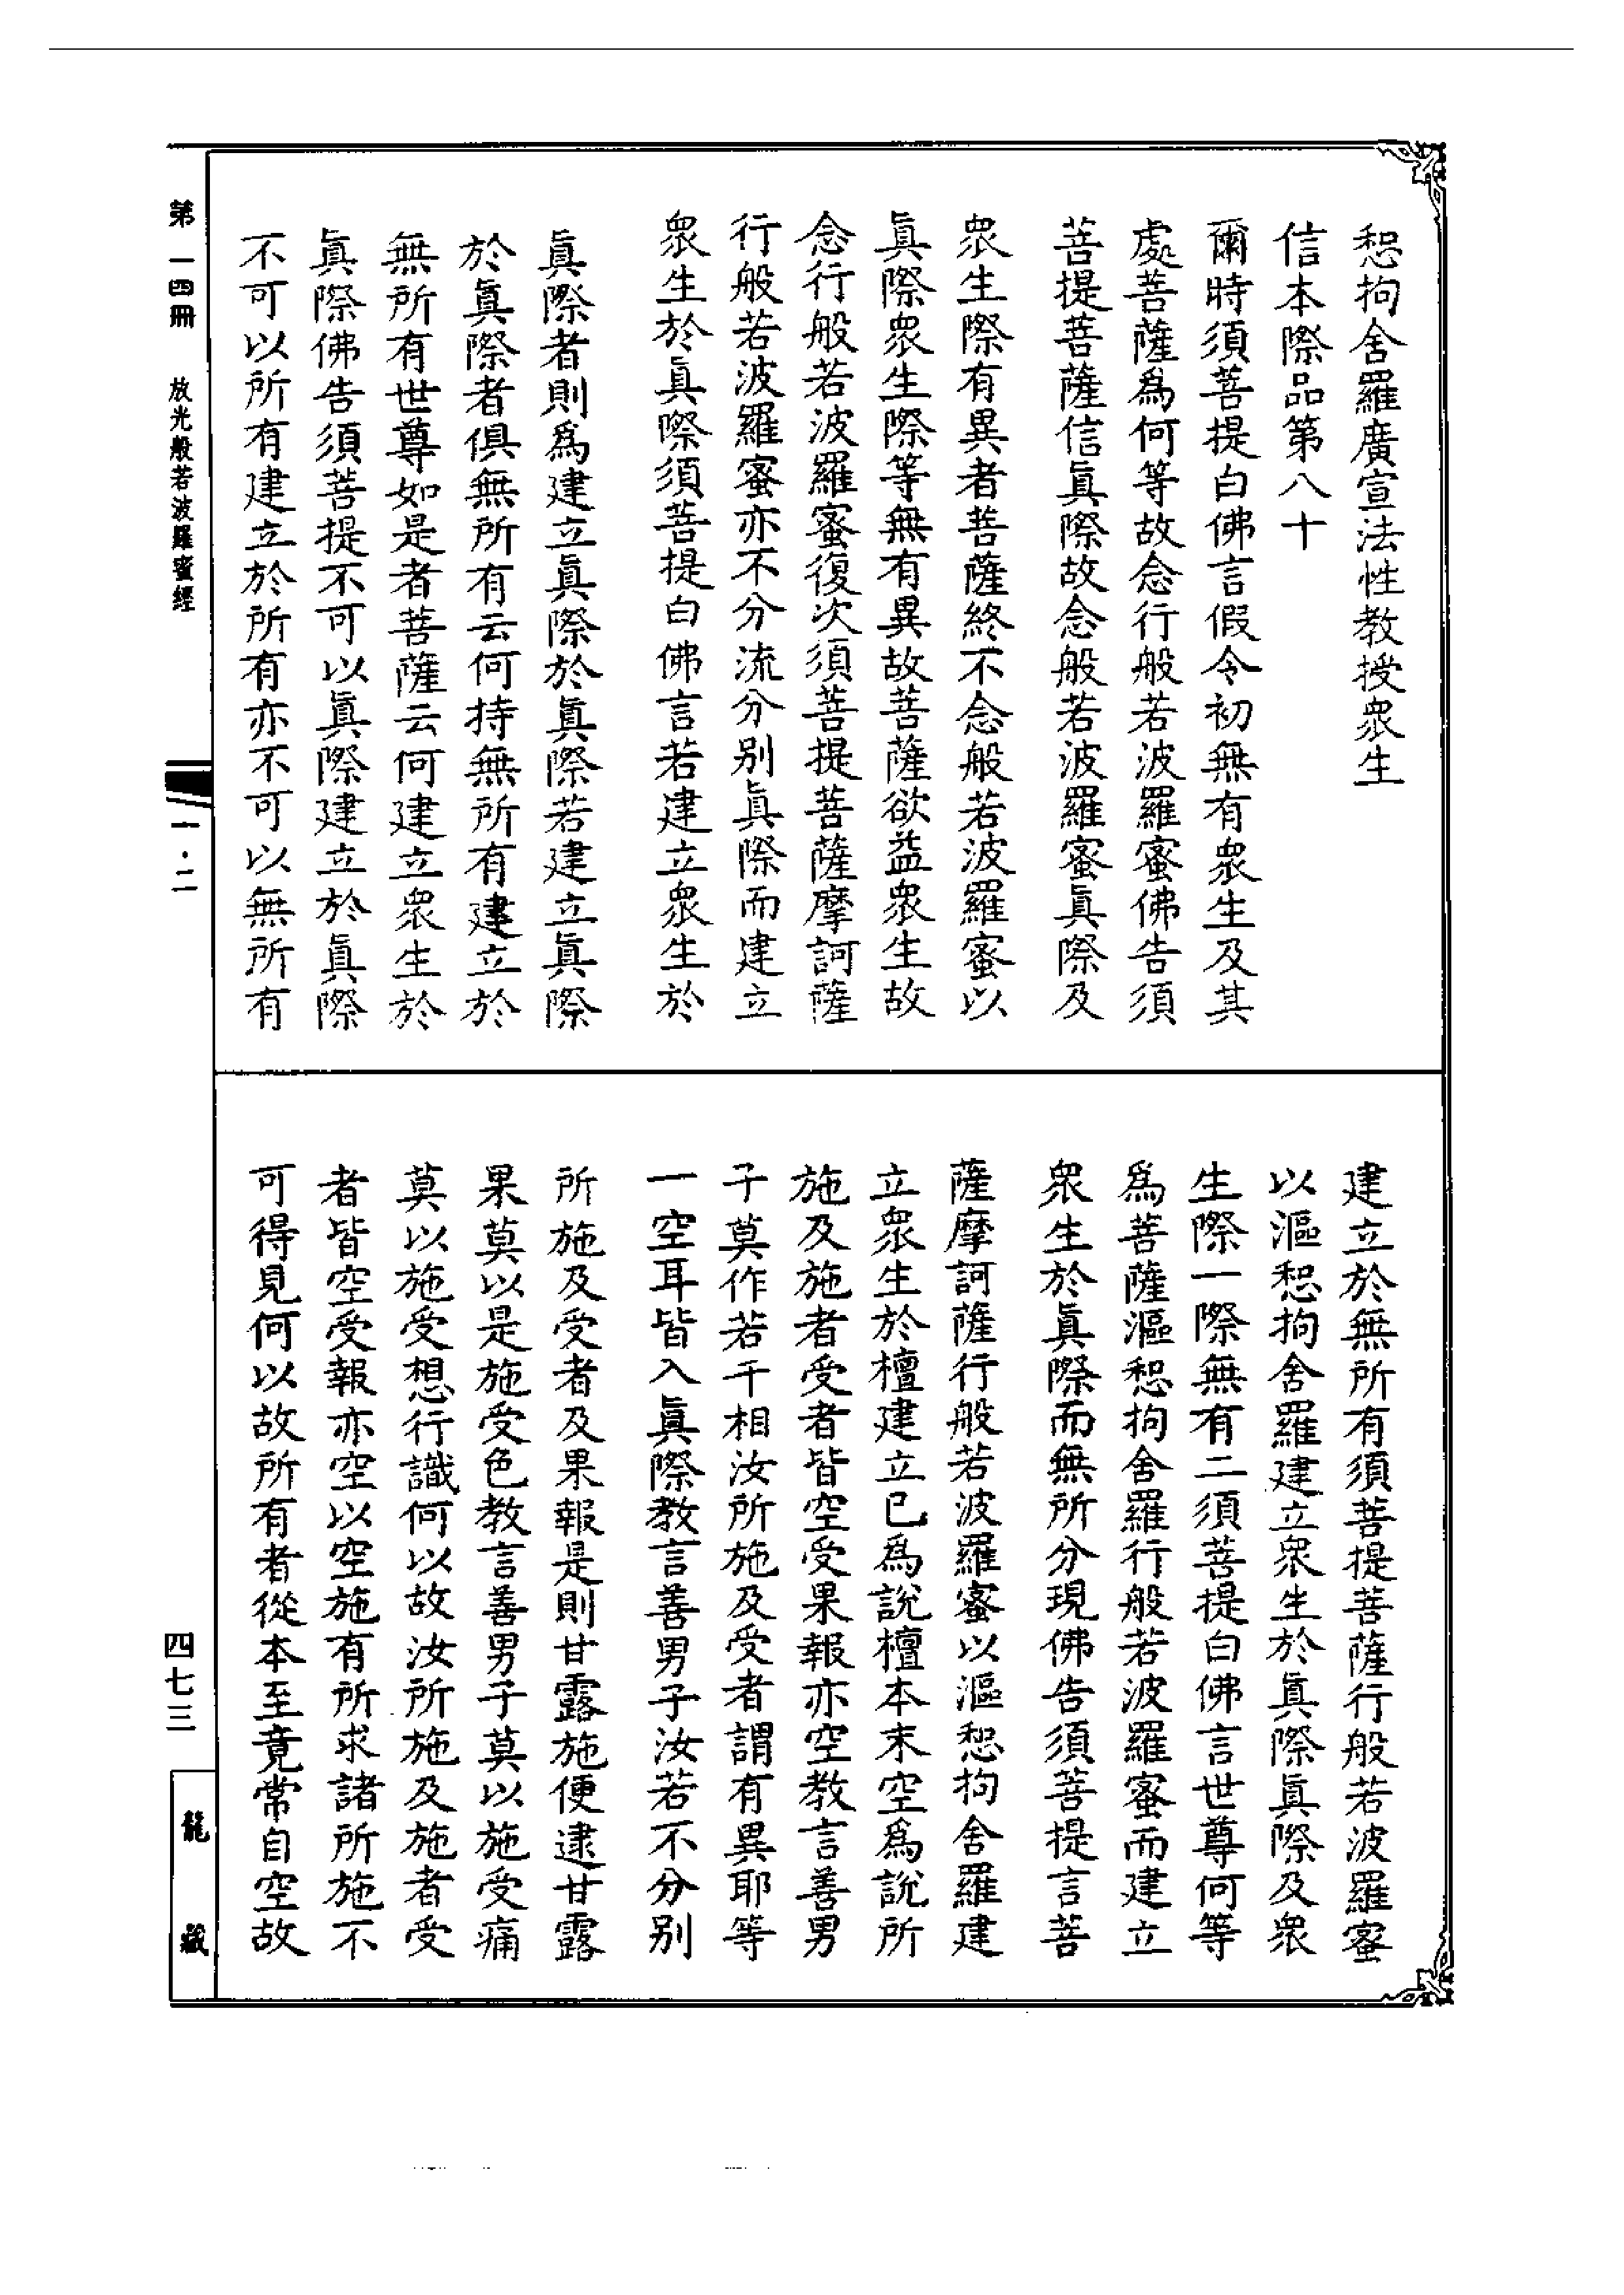 惒拘舍羅廣宣法性教授衆生
信本際品第八十
爾時須菩提白佛言假令初無有衆生及其
處菩薩爲何等故念行般若波羅蜜佛告須
菩提菩薩信眞際故念般若波羅蜜眞際及
衆生際有異者菩薩終不念般若波羅蜜以
眞際衆生際等無有異故菩薩欲益衆生故
念行般若波羅蜜復次須菩提菩薩摩訶薩
行般若波羅蜜亦不分流分別眞際而建立
衆生於眞際須菩提白佛言若建立衆生於
眞際者則爲建立眞際於眞際若建立眞際
於眞際者俱無所有云何持無所有建立於
無所有世尊如是者菩薩云何建立衆生於
眞際佛告須菩提不可以眞際建立於眞際
不可以所有建立於所有亦不可以無所有
建立於無所有須菩提菩薩行般若波羅蜜
以漚惒拘舍羅建立衆生於眞際眞際及衆
生際一際無有二須菩提白佛言世尊何等
爲菩薩漚惒拘舍羅行般若波羅蜜而建立
衆生於眞際而無所分現佛告須菩提言菩
薩摩訶薩行般若波羅蜜以漚惒拘舍羅建
立衆生於檀建立已爲說檀本末空爲說所
施及施者受者皆空受果報亦空教言善男
子莫作若干相汝所施及受者謂有異耶等
一空耳皆入眞際教言善男子汝若不分別
所施及受者及果報是則甘露施便逮甘露
果莫以是施受色教言善男子莫以施受痛
莫以施受想行識何以故汝所施及施者受
者皆空受報亦空以空施有所求諸所施不
可得見何以故所有者從本至竟常自空故
第一四冊　放光般若波羅蜜經
一·二
四七三
龍藏